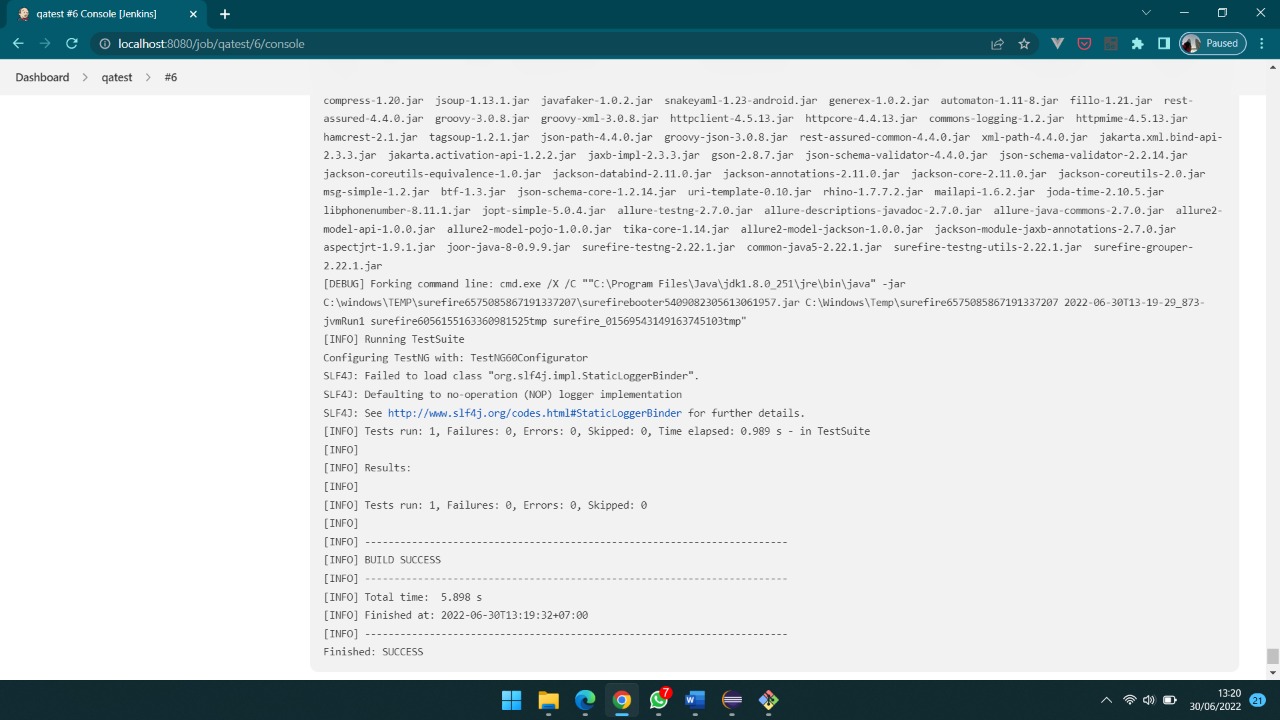 qatest #6 Console [Jenkins]
localhost:8080/job/qatest/6/console
Paused
Dashboard > qatest > #6
compress-1.20.jar jsoup-1.13.1.jar javafaker-1.0.2.jar snakeyaml-1.23-android.jar generex-1.0.2.jar automaton-1.11-8.jar fillo-1.21.jar rest-
assured-4.4.0.jar groovy-3.0.8.jar groovy-xml-3.0.8.jar httpclient-4.5.13.jar httpcore-4.4.13.jar commons-logging-1.2.jar httpmime-4.5.13.jar
hamcrest-2.1.jar tagsoup-1.2.1.jar json-path-4.4.0.jar groovy-json-3.0.8.jar rest-assured-common-4.4.0.jar xml-path-4.4.0.jar jakarta.xml.bind-api-
2.3.3.jar jakarta.activation-api-1.2.2.jar jaxb-impl-2.3.3.jar gson-2.8.7.jar json-schema-validator-4.4.0.jar json-schema-validator-2.2.14.jar
jackson-coreutils-equivalence-1.0.jar jackson-databind-2.11.0.jar jackson-annotations-2.11.0.jar jackson-core-2.11.0.jar jackson-coreutils-2.0.jar
msg-simple-1.2.jar btf-1.3.jar json-schema-core-1.2.14.jar uri-template-0.10.jar rhino-1.7.7.2.jar mailapi-1.6.2.jar joda-time-2.10.5.jar
libphonenumber-8.11.1.jar jopt-simple-5.0.4.jar allure-testng-2.7.0.jar allure-descriptions-javadoc-2.7.0.jar allure-java-commons-2.7.0.jar allure2-
model-api-1.0.0.jar allure2-model-pojo-1.0.0.jar tika-core-1.14.jar allure2-model-jackson-1.0.0.jar jackson-module-jaxb-annotations-2.7.0.jar
aspectjrt-1.9.1.jar joor-java-8-0.9.9.jar surefire-testng-2.22.1.jar common-java5-2.22.1.jar surefire-testng-utils-2.22.1.jar surefire-grouper-
2.22.1.jar
[DEBUG] Forking command line: cmd.exe /X /C ""C:\Program Files\Java\jdk1.8.0_251\jre\bin\java" -jar
C:\windows\TEMP\surefire6575085867191337207\surefirebooter5409082305613061957.jar C:\Windows\Temp\surefire6575085867191337207 2022-06-30T13-19-29_873-
jvmRun1 surefire6056155163360981525tmp surefire_01569543149163745103tmp"
[INFO] Running TestSuite
Configuring TestNG with: TestNG60Configurator
SLF4J: Failed to load class "org.slf4j.impl.StaticLoggerBinder".
SLF4J: Defaulting to no-operation (NOP) logger implementation
SLF4J: See http://www.slf4j.org/codes.html#StaticLoggerBinder for further details.
[INFO] Tests run: 1, Failures: 0, Errors: 0, Skipped: 0, Time elapsed: 0.989 s - in TestSuite
[INFO]
[INFO] Results:
[INFO]
[INFO] Tests run: 1, Failures: 0, Errors: 0, Skipped: 0
[INFO]
[INFO] ------------------------------------------------------------------------
[INFO] BUILD SUCCESS
[INFO] ------------------------------------------------------------------------
[INFO] Total time:  5.898 s
[INFO] Finished at: 2022-06-30T13:19:32+07:00
[INFO] ------------------------------------------------------------------------
Finished: SUCCESS
7
13:20
30/06/2022
21